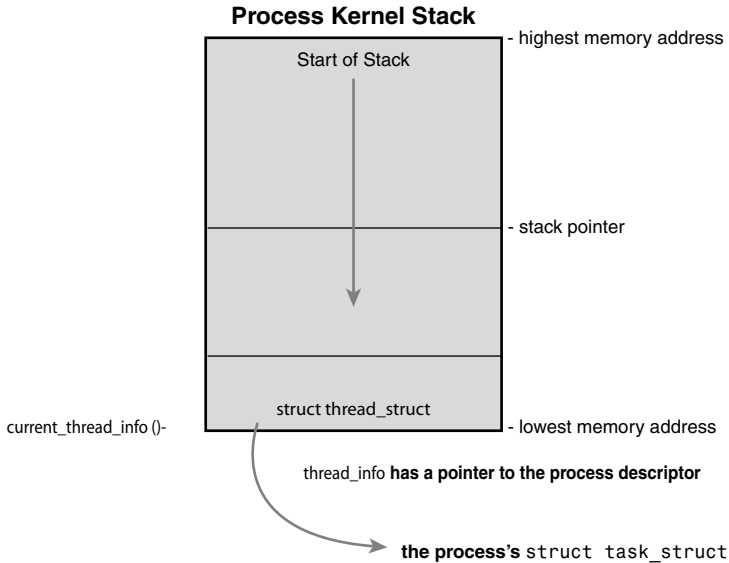 Process Kernel Stack
- highest memory address
Start of Stack
- stack pointer
struct thread_struct
current_thread_info ()-
- lowest memory address
thread_info has a pointer to the process descriptor
the process's struct task_struct